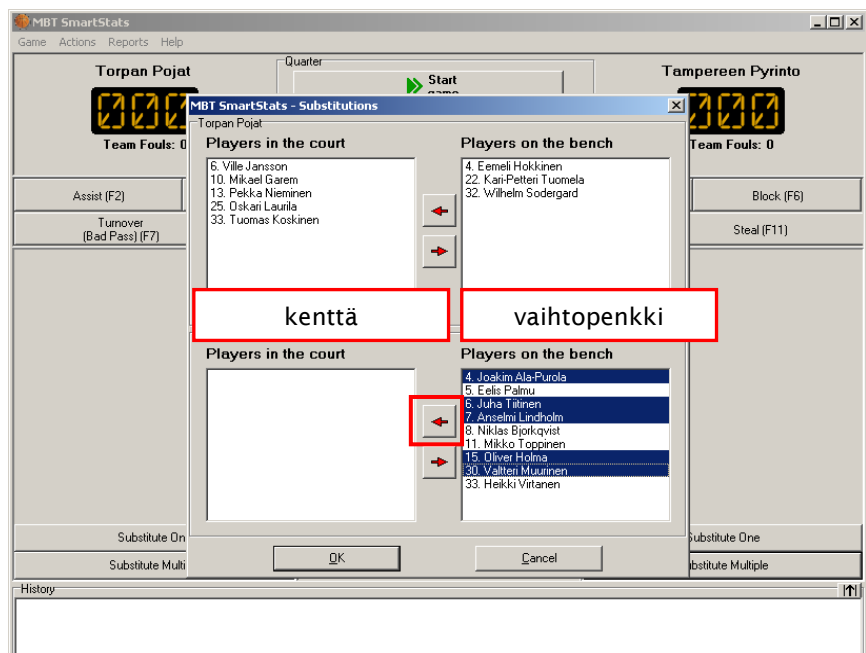 MBT SmartStats
Game Actions Reports Help
Torpan Pojat
Quarter
Start
Tampereen Pyrinto
000
000
Team Fouls: 0
Team Fouls: 0
MBT SmartStats - Substitutions
Torpan Pojat
Players in the court
Players on the bench
6. Ville Jansson
10. Mikael Garem
13. Pekka Nieminen
25. Oskari Laurila
33. Tuomas Koskinen
4. Eemeli Hokkinen
22. Kari-Petteri Tuomela
32. Wilhelm Sodergard
Assist (F2)
Block (F6)
Turnover
(Bad Pass) (F7)
Steal (F11)
kenttä
vaihtopenkki
Players in the court
Players on the bench
4. Joakim Ala-Purola
5. Eelis Palmu
6. Juha Tiitinen
7. Anselmi Lindholm
8. Niklas Bjorkqvist
11. Mikko Toppinen
15. Oliver Holma
30. Valtteri Muurinen
33. Heikki Virtanen
Substitute On
Substitute One
OK
Cancel
Substitute Multi
bstitute Multiple
History